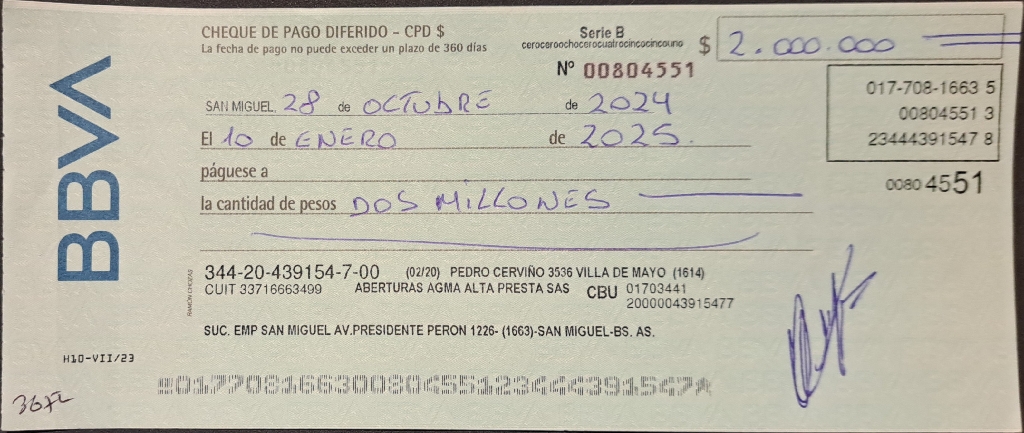 BBVA
CHEQUE DE PAGO DIFERIDO - CPD $
La fecha de pago no puede exceder un plazo de 360 días
Serie B
ceroceroochocerocuatrocincocincouno
$ 2.000.000
Nº 00804551
017-708-1663 5
00804551 3
23444391547 8
SAN MIGUEL, 28 de OCTUBRE de 2024
El 10 de ENERO de 2025.
páguese a
0080 4551
la cantidad de pesos DOS MILLONES
344-20-439154-7-00 (02/20) PEDRO CERVIÑO 3536 VILLA DE MAYO (1614)
CUIT 33716663499 ABERTURAS AGMA ALTA PRESTA SAS CBU 01703441
20000043915477
RAMÓN CHOZAS
SUC. EMP SAN MIGUEL AV.PRESIDENTE PERON 1226- (1663)-SAN MIGUEL-BS. AS.
H10-VII/23
01770816630080455123444391547